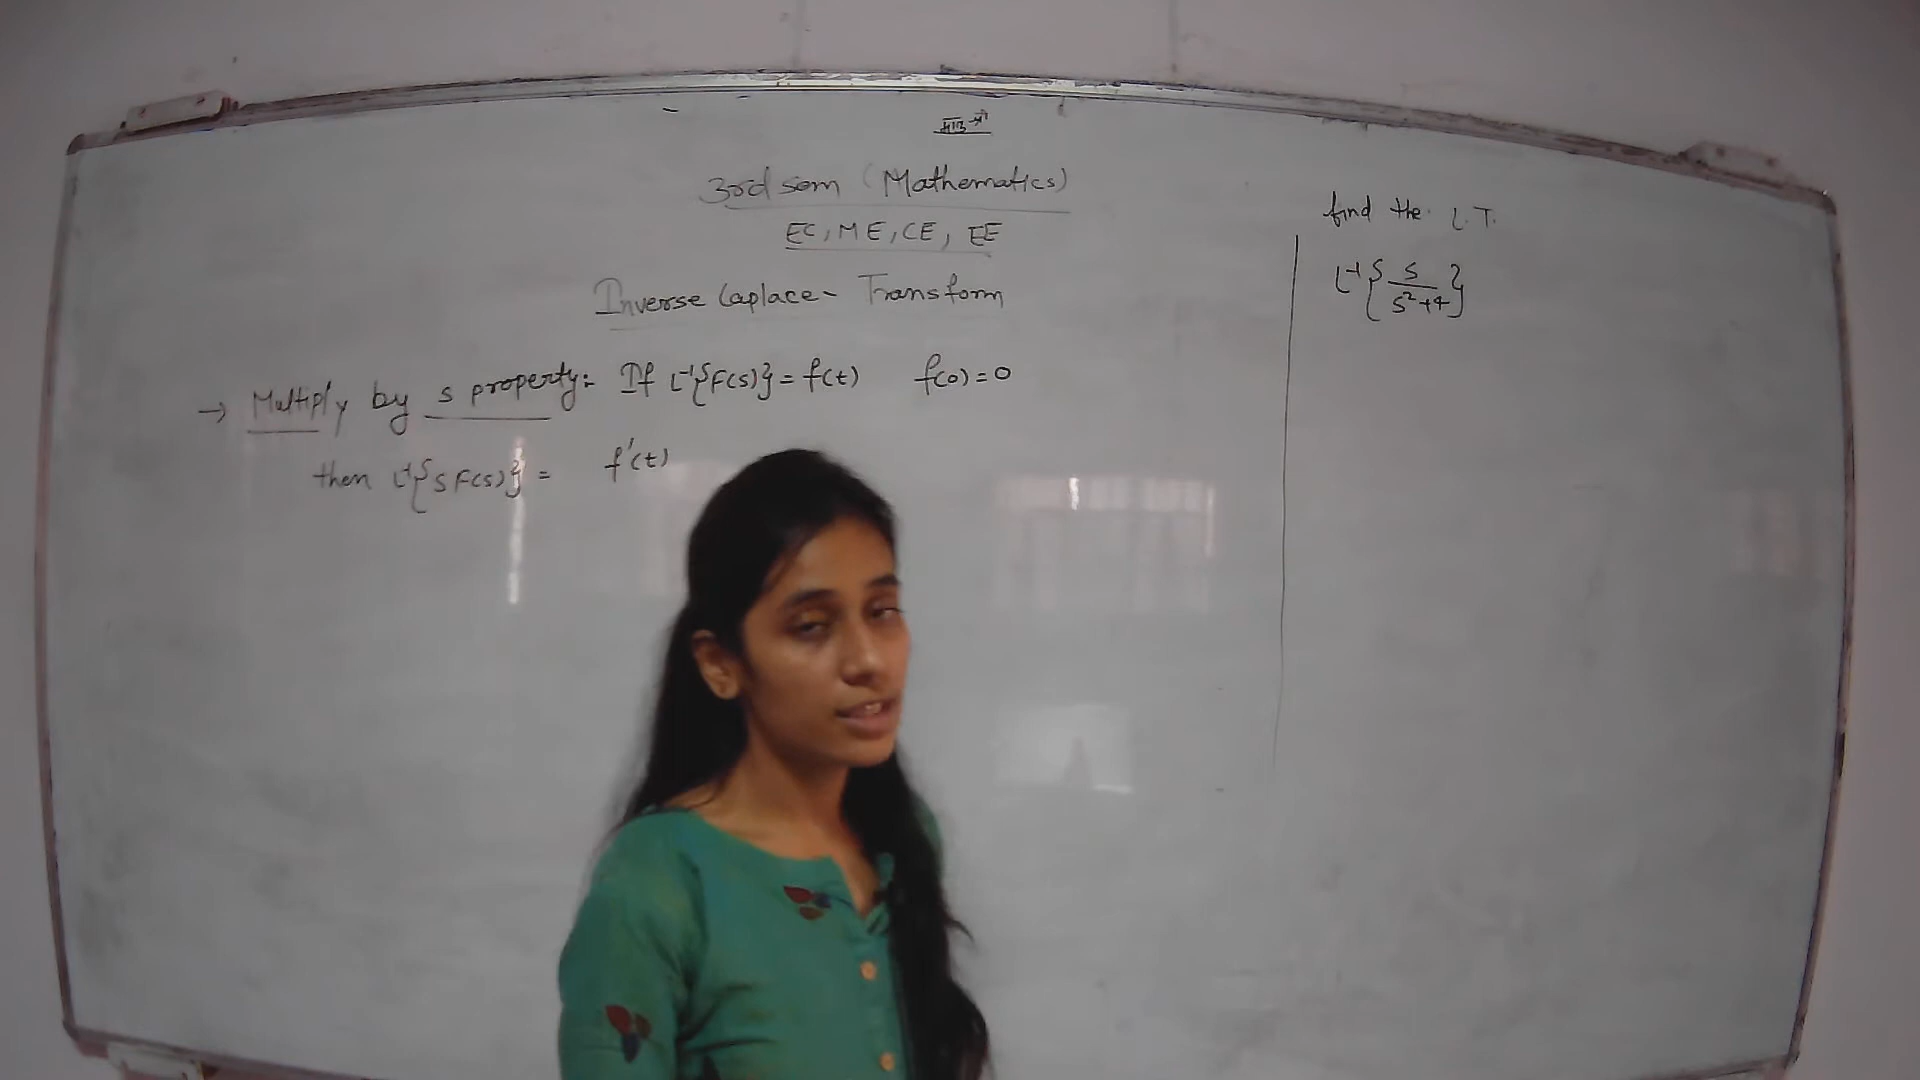 3rd sem (Mathematics)
EC, ME, CE, EE
Inverse Laplace - Transform
→ Multiply by s property:- If L⁻¹{F(s)} = f(t) f(0) = 0
then L⁻¹{s F(s)} = f'(t)
find the L.T.
L⁻¹{s/(s²+4)}